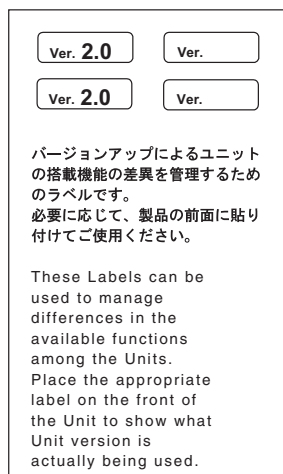 Ver. 2.0 Ver.
Ver. 2.0 Ver.
バージョンアップによるユニット
の搭載機能の差異を管理するため
のラベルです。
必要に応じて、製品の前面に貼り
付けてご使用ください。
These Labels can be
used to manage
differences in the
available functions
among the Units.
Place the appropriate
label on the front of
the Unit to show what
Unit version is
actually being used.